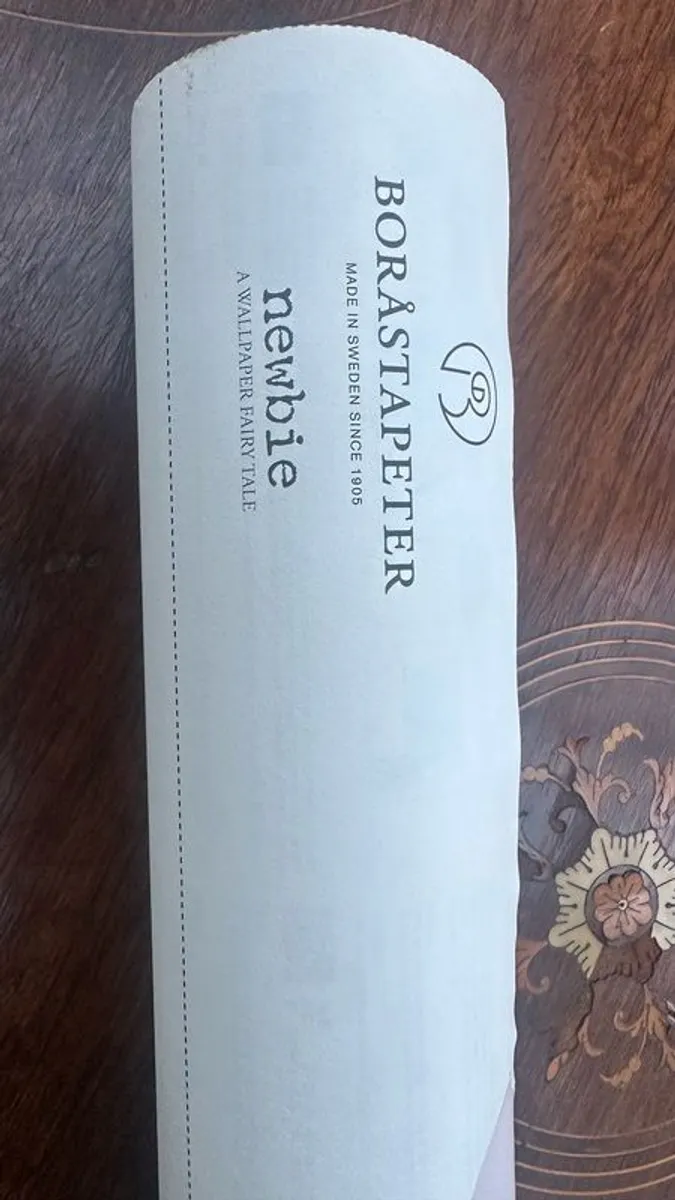 BORÅSTAPETER
MADE IN SWEDEN SINCE 1905
newbie
A WALLPAPER FAIRY TALE